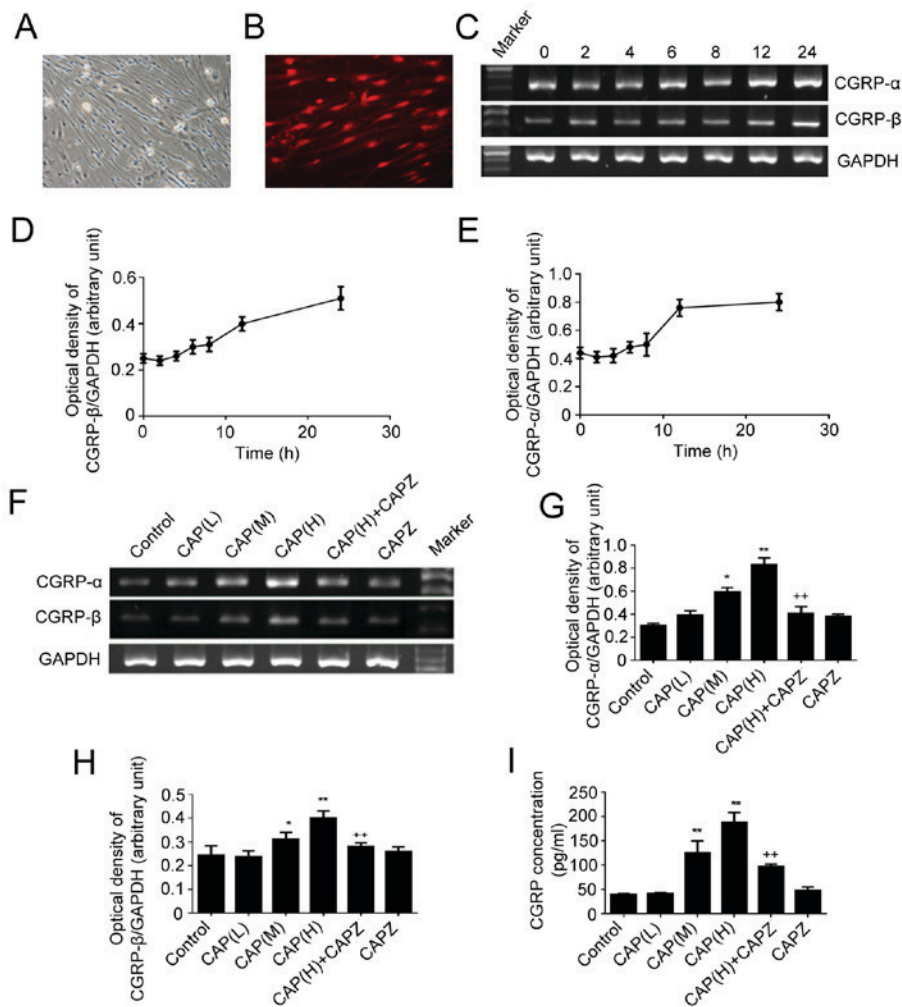 A
B
C
Marker
0 2 4 6 8 12 24
CGRP-α
CGRP-β
GAPDH
D
Optical density of
CGRP-β/GAPDH (arbitrary unit)
0.6
0.4
0.2
0
0 10 20 30
Time (h)
E
Optical density of
CGRP-α/GAPDH (arbitrary unit)
1.0
0.8
0.6
0.4
0.2
0
0 10 20 30
Time (h)
F
Control CAP(L) CAP(M) CAP(H) CAP(H)+CAPZ CAPZ Marker
CGRP-α
CGRP-β
GAPDH
G
Optical density of
CGRP-α/GAPDH (arbitrary unit)
1.0
0.8
0.6
0.4
0.2
0
* ** ++
Control CAP(L) CAP(M) CAP(H) CAP(H)+CAPZ CAPZ
H
Optical density of
CGRP-β/GAPDH (arbitrary unit)
0.5
0.4
0.3
0.2
0.1
0
* ** ++
Control CAP(L) CAP(M) CAP(H) CAP(H)+CAPZ CAPZ
I
CGRP concentration
(pg/ml)
250
200
150
100
50
0
** ** ++
Control CAP(L) CAP(M) CAP(H) CAP(H)+CAPZ CAPZ